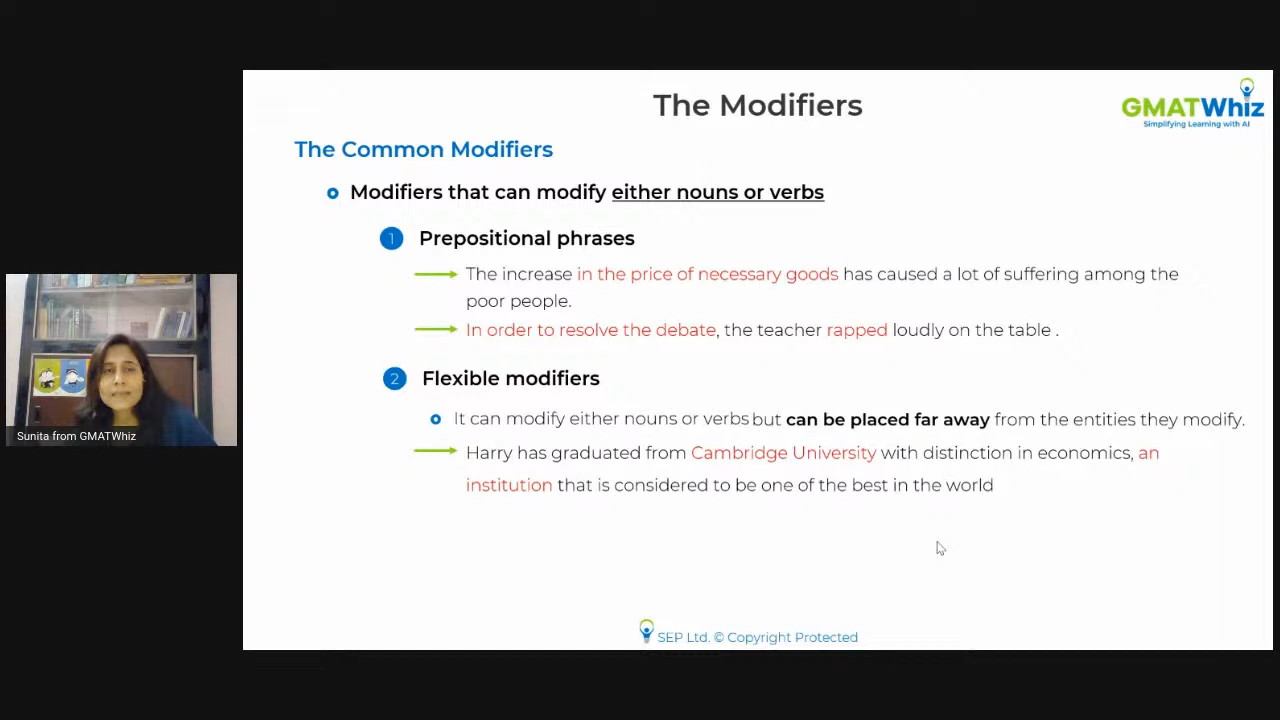 The Modifiers
GMATWhiz
Simplifying Learning with AI
The Common Modifiers
Modifiers that can modify either nouns or verbs
1 Prepositional phrases
The increase in the price of necessary goods has caused a lot of suffering among the
poor people.
In order to resolve the debate, the teacher rapped loudly on the table .
2 Flexible modifiers
It can modify either nouns or verbs but can be placed far away from the entities they modify.
Harry has graduated from Cambridge University with distinction in economics, an
institution that is considered to be one of the best in the world
Sunita from GMATWhiz
SEP Ltd. © Copyright Protected